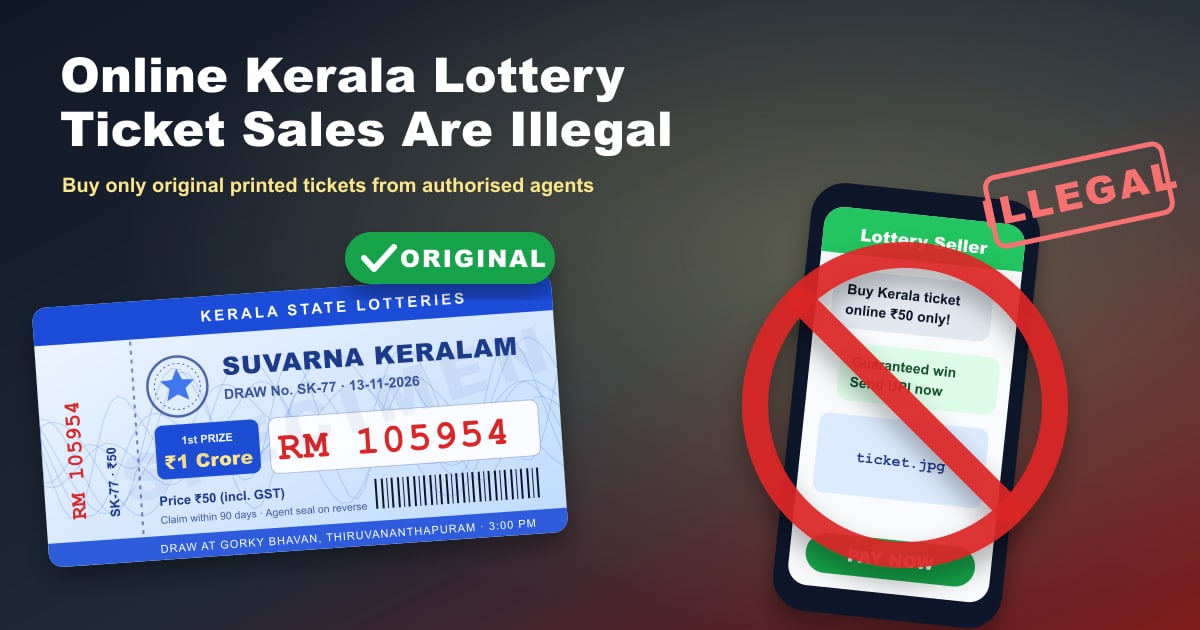 Online Kerala Lottery
Ticket Sales Are Illegal
Buy only original printed tickets from authorised agents
ORIGINAL
KERALA STATE LOTTERIES
SUVARNA KERALAM
DRAW No. SK-77 · 13-11-2026
SPECIMEN
1st PRIZE
₹1 Crore
RM 105954
RM 105954
SK-77 · ₹50
Price ₹50 (incl. GST)
Claim within 90 days · Agent seal on reverse
DRAW AT GORKY BHAVAN, THIRUVANANTHAPURAM · 3:00 PM
ILLEGAL
Lottery Seller
Buy Kerala ticket
online ₹50 only!
Guaranteed win
Send UPI now
ticket.jpg
PAY NOW